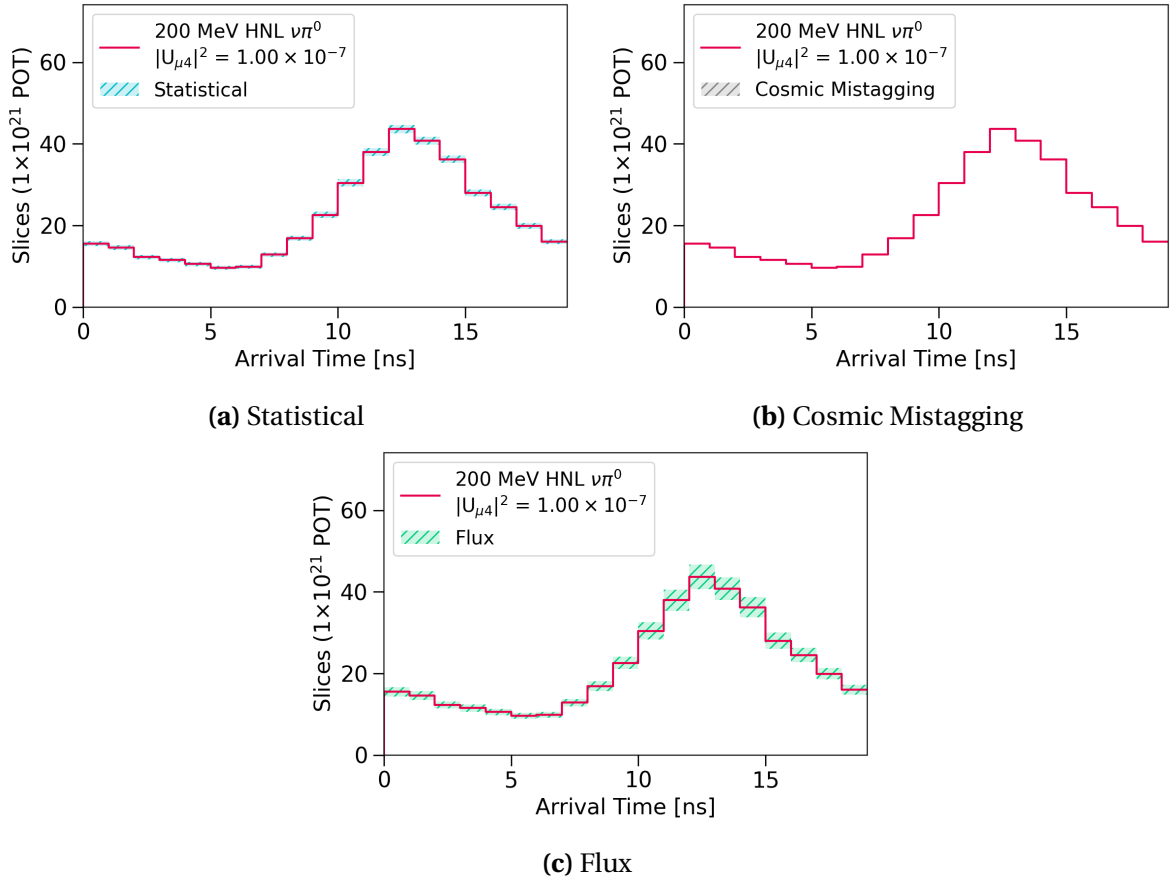 200 MeV HNL νπ⁰
|Uμ4|² = 1.00 × 10⁻⁷
Statistical
Slices (1×10²¹ POT)
60
40
20
0
0 5 10 15
Arrival Time [ns]
(a) Statistical
200 MeV HNL νπ⁰
|Uμ4|² = 1.00 × 10⁻⁷
Cosmic Mistagging
Slices (1×10²¹ POT)
60
40
20
0
0 5 10 15
Arrival Time [ns]
(b) Cosmic Mistagging
200 MeV HNL νπ⁰
|Uμ4|² = 1.00 × 10⁻⁷
Flux
Slices (1×10²¹ POT)
60
40
20
0
0 5 10 15
Arrival Time [ns]
(c) Flux